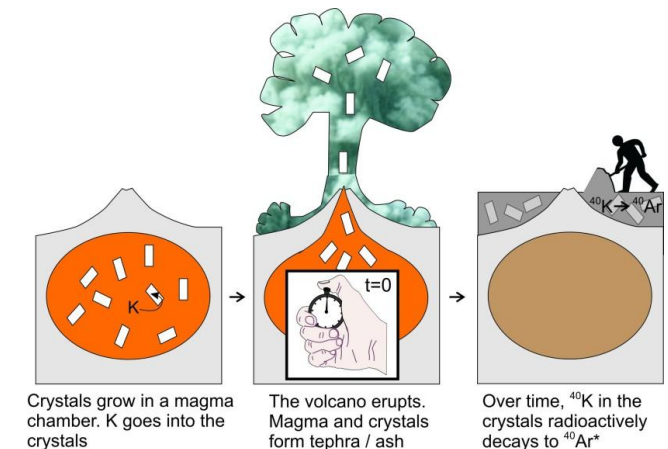 t=0
⁴⁰K→⁴⁰Ar
K
Crystals grow in a magma
chamber. K goes into the
crystals
The volcano erupts.
Magma and crystals
form tephra / ash
Over time, ⁴⁰K in the
crystals radioactively
decays to ⁴⁰Ar*